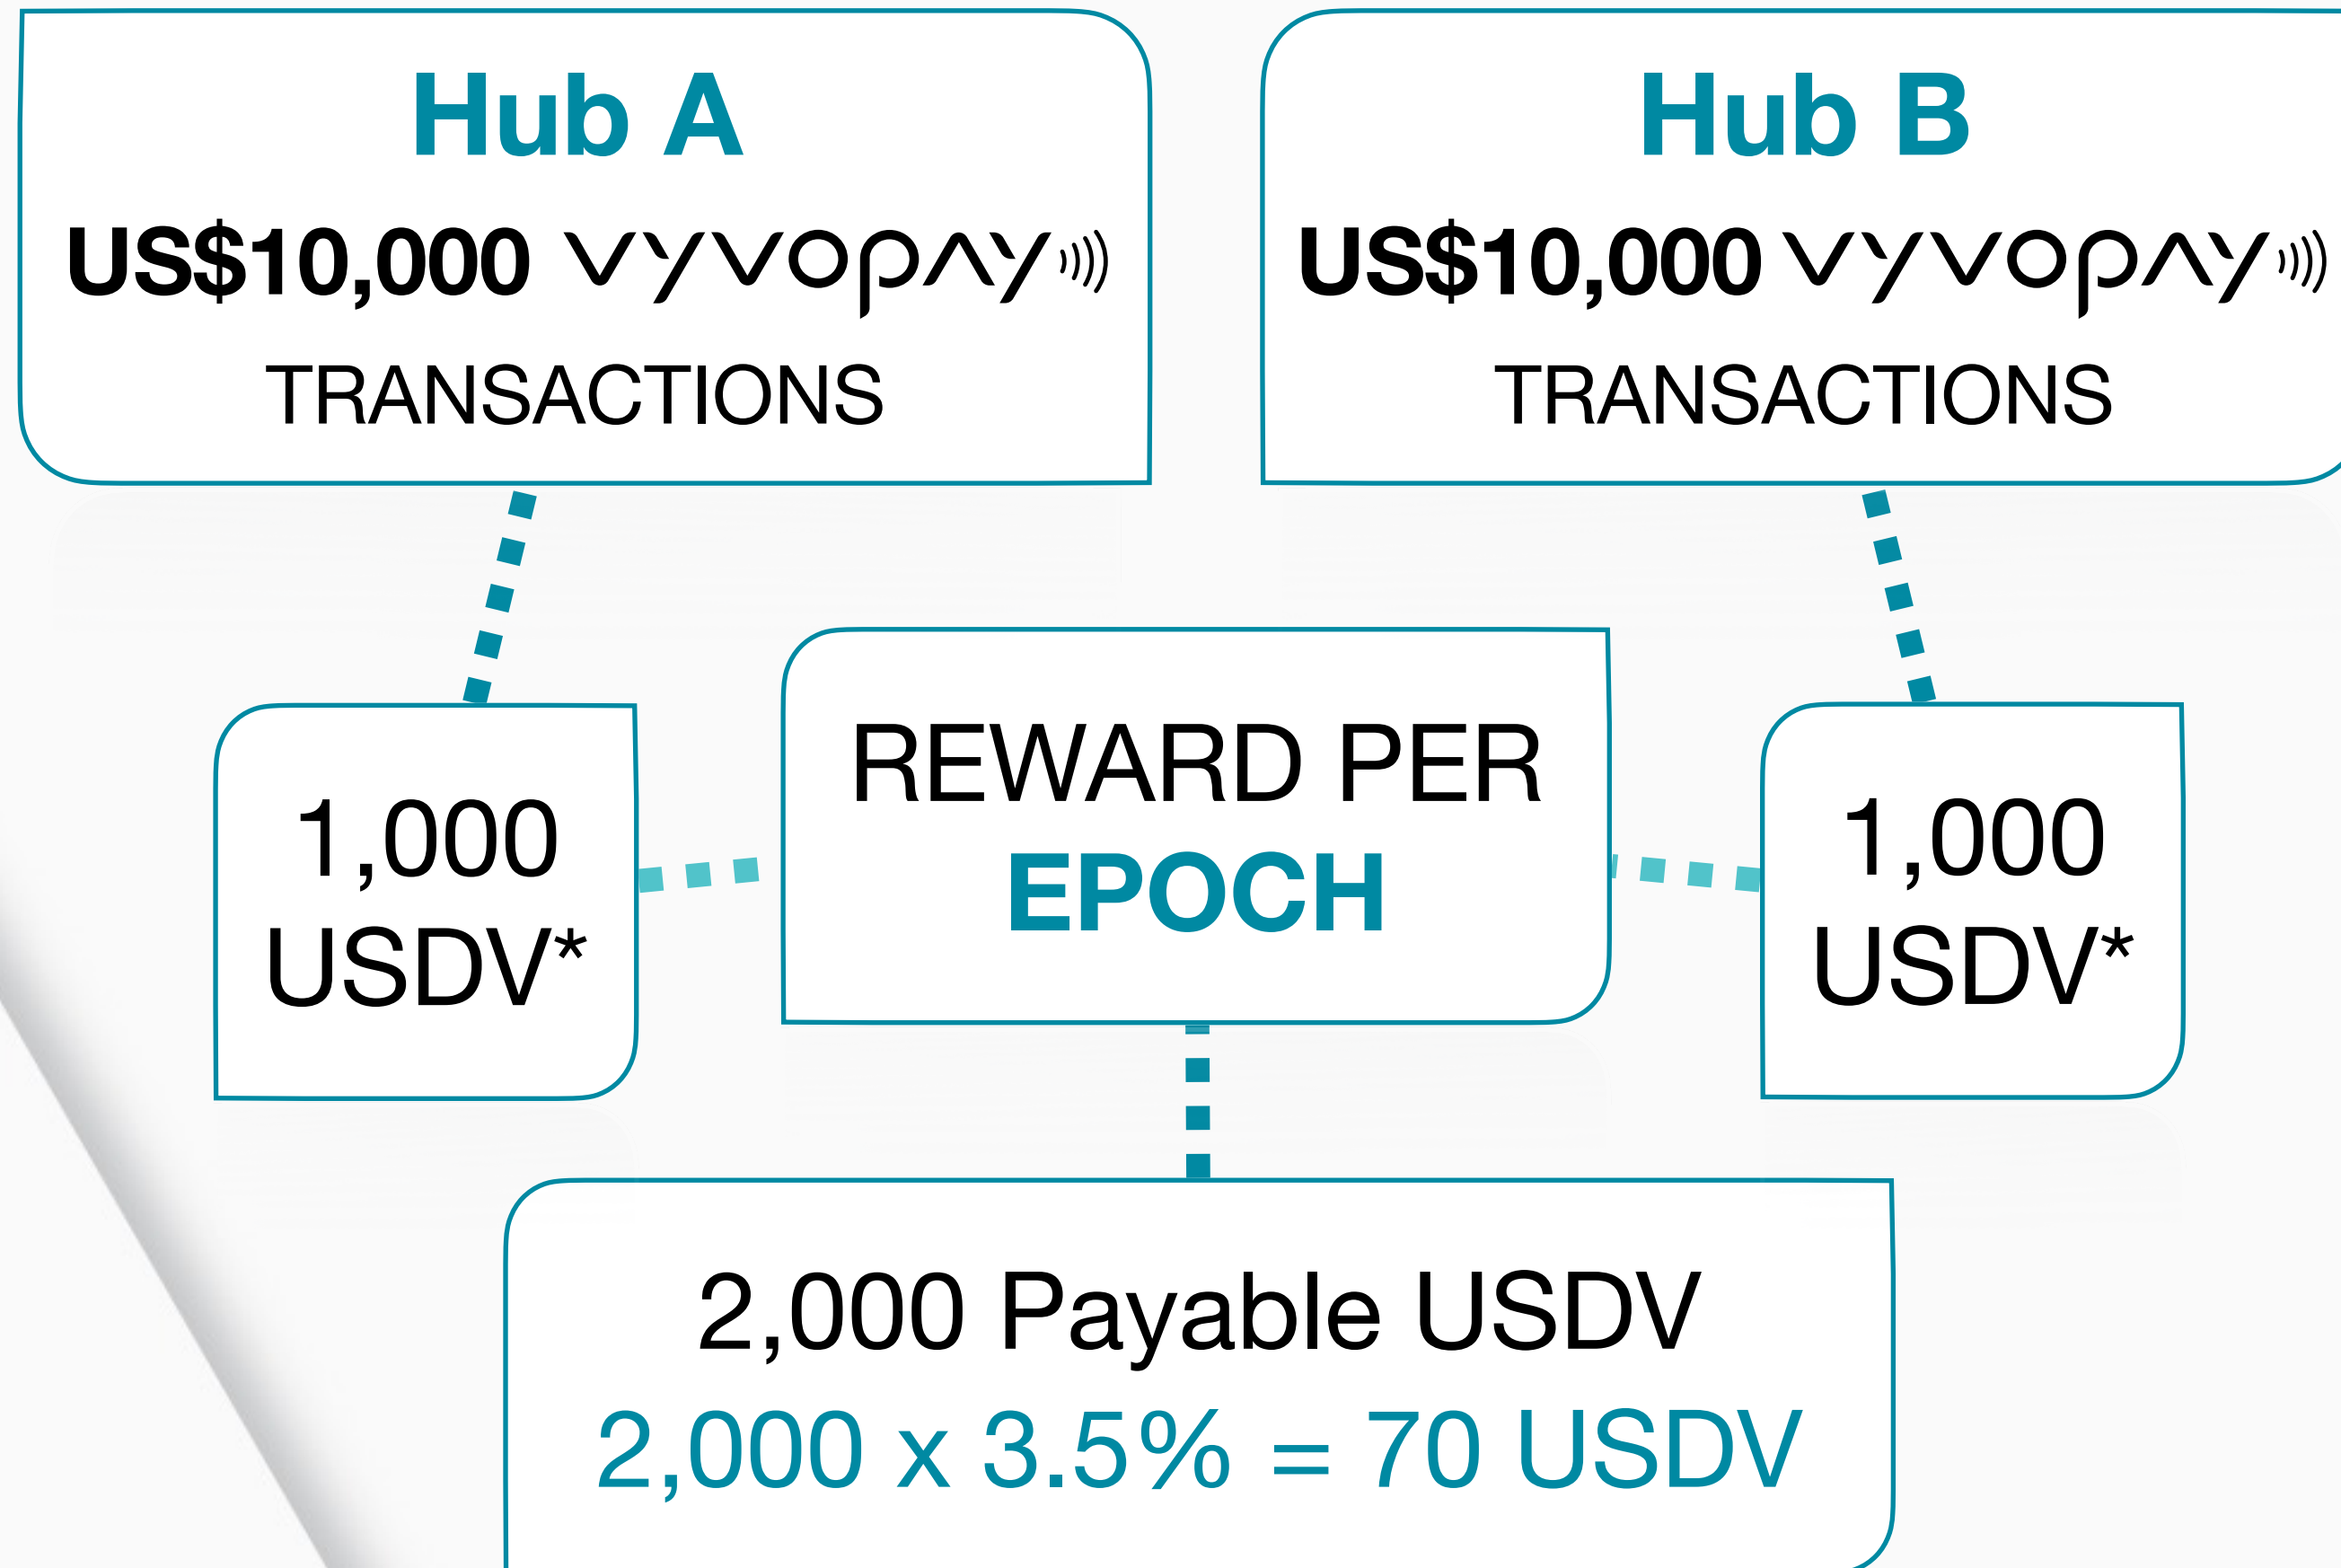 Hub A
US$10,000 vyvopay
TRANSACTIONS
Hub B
US$10,000 vyvopay
TRANSACTIONS
1,000
USDV*
REWARD PER
EPOCH
1,000
USDV*
2,000 Payable USDV
2,000 x 3.5% = 70 USDV